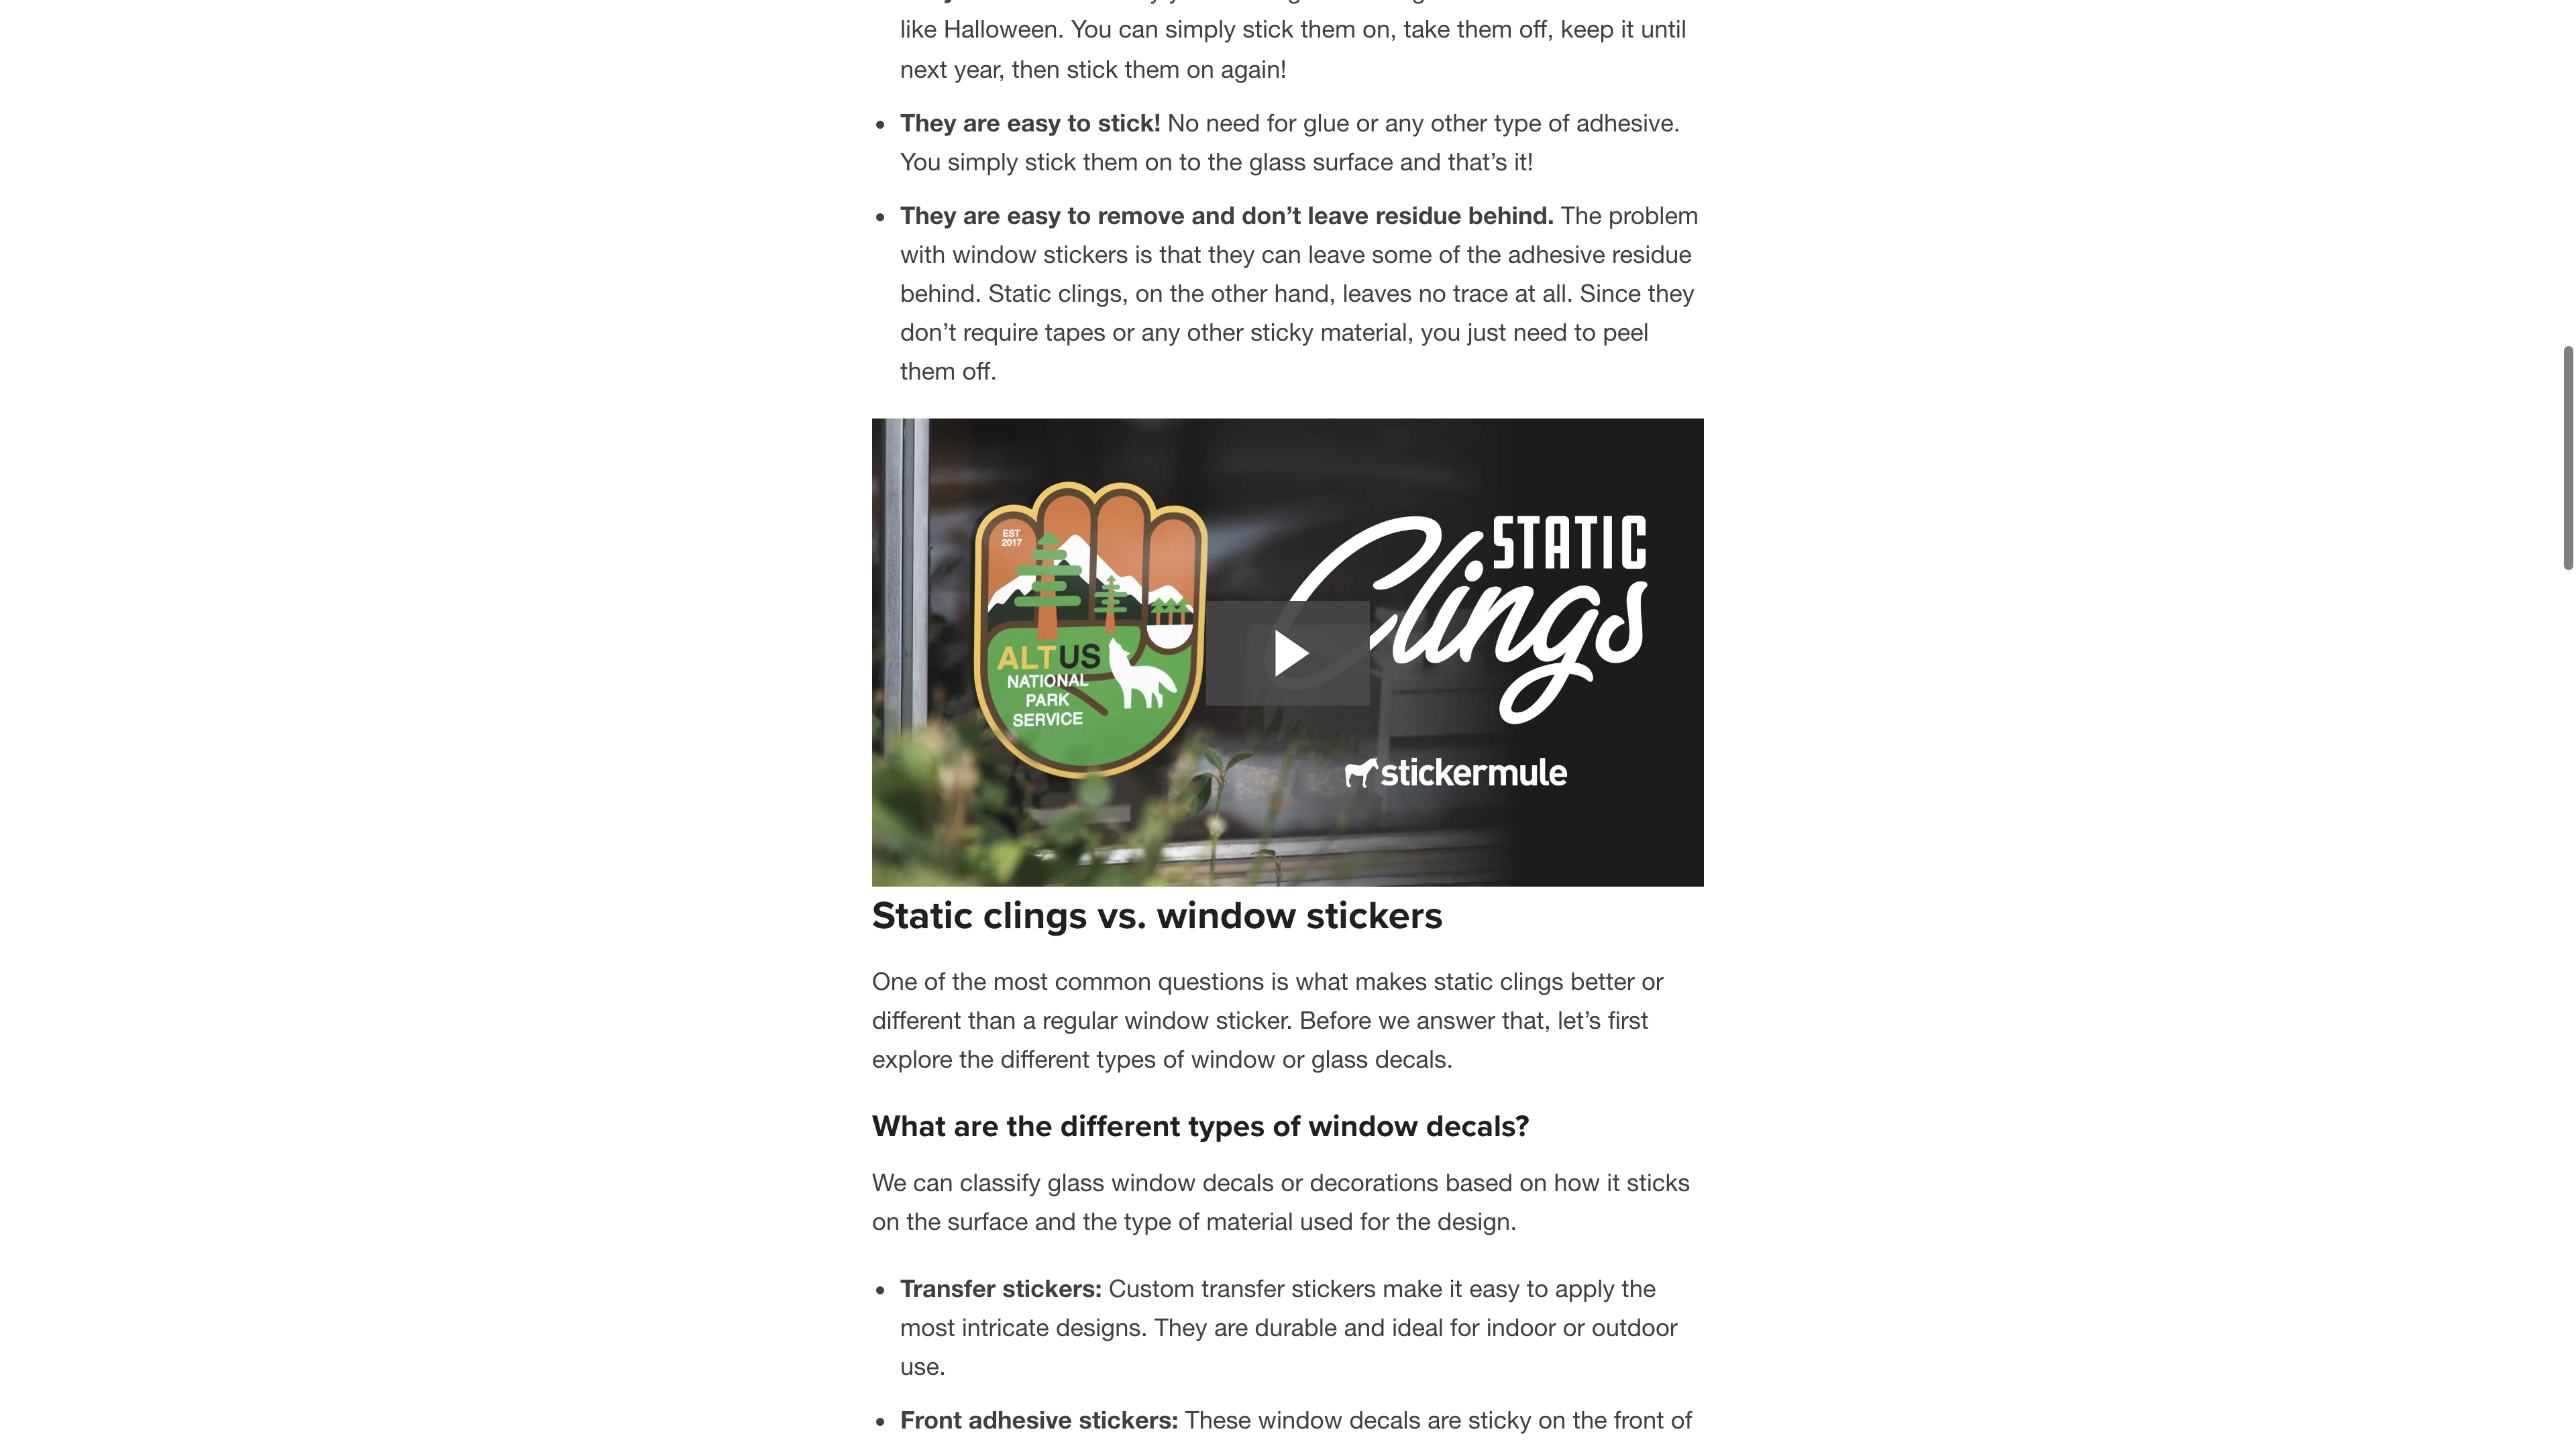 like Halloween. You can simply stick them on, take them off, keep it until
next year, then stick them on again!
They are easy to stick! No need for glue or any other type of adhesive.
You simply stick them on to the glass surface and that’s it!
They are easy to remove and don’t leave residue behind. The problem
with window stickers is that they can leave some of the adhesive residue
behind. Static clings, on the other hand, leaves no trace at all. Since they
don’t require tapes or any other sticky material, you just need to peel
them off.
EST
2017
ALTUS
NATIONAL
PARK
SERVICE
STATIC
Clings
stickermule
Static clings vs. window stickers
One of the most common questions is what makes static clings better or
different than a regular window sticker. Before we answer that, let’s first
explore the different types of window or glass decals.
What are the different types of window decals?
We can classify glass window decals or decorations based on how it sticks
on the surface and the type of material used for the design.
Transfer stickers: Custom transfer stickers make it easy to apply the
most intricate designs. They are durable and ideal for indoor or outdoor
use.
Front adhesive stickers: These window decals are sticky on the front of